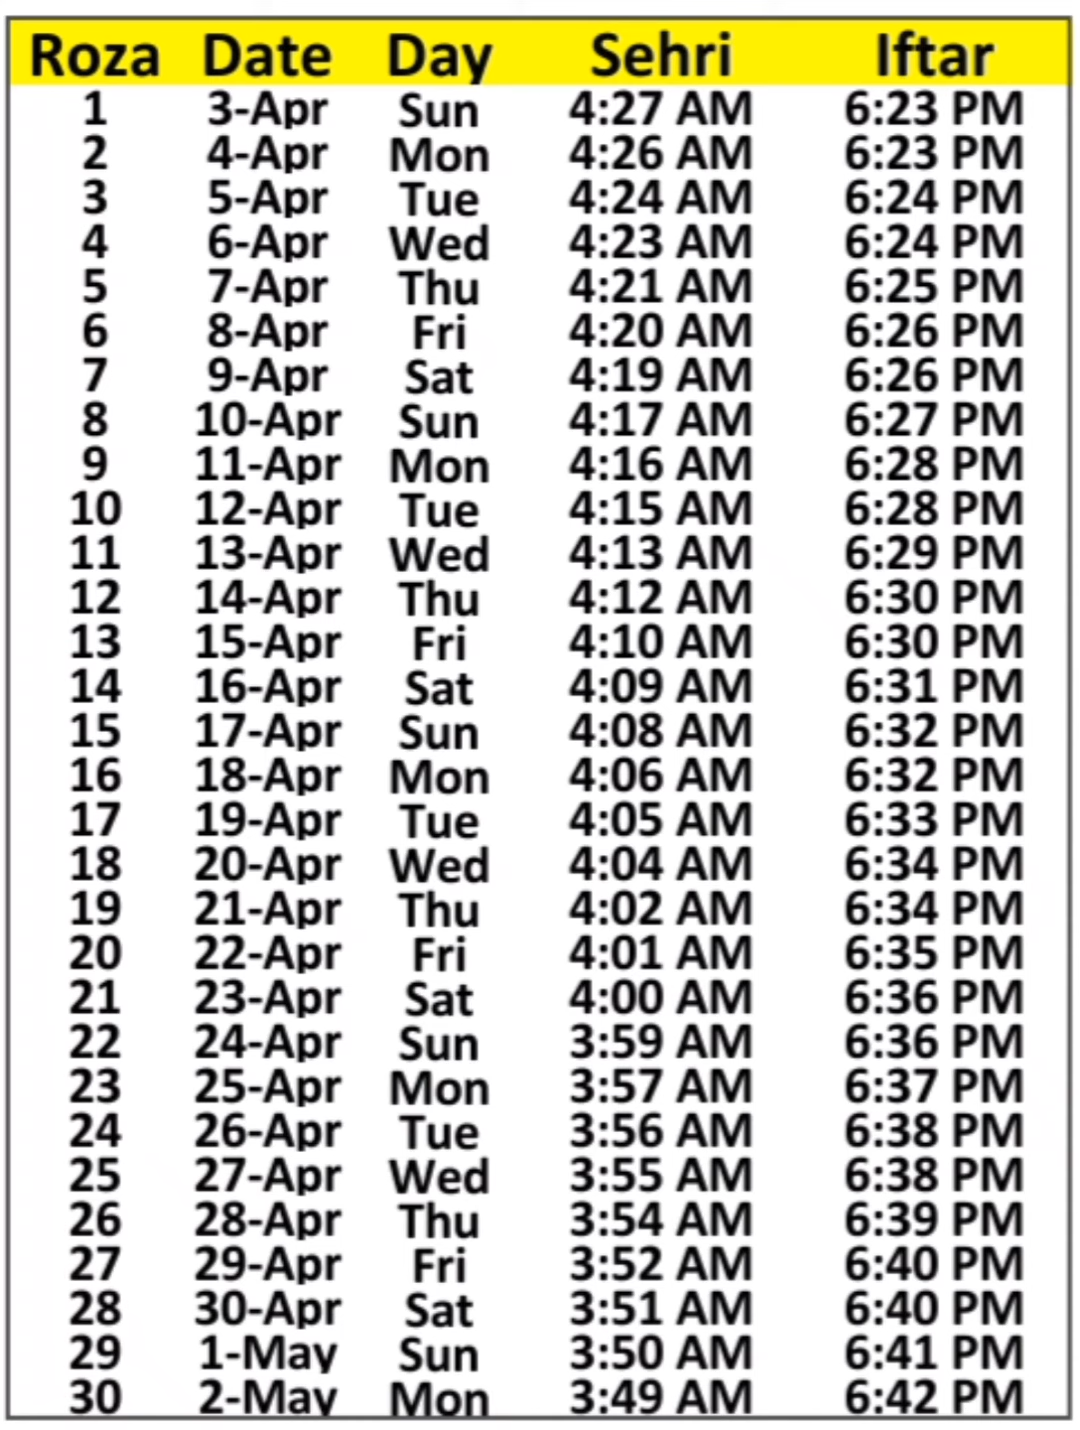 Roza Date Day Sehri Iftar
1 3-Apr Sun 4:27 AM 6:23 PM
2 4-Apr Mon 4:26 AM 6:23 PM
3 5-Apr Tue 4:24 AM 6:24 PM
4 6-Apr Wed 4:23 AM 6:24 PM
5 7-Apr Thu 4:21 AM 6:25 PM
6 8-Apr Fri 4:20 AM 6:26 PM
7 9-Apr Sat 4:19 AM 6:26 PM
8 10-Apr Sun 4:17 AM 6:27 PM
9 11-Apr Mon 4:16 AM 6:28 PM
10 12-Apr Tue 4:15 AM 6:28 PM
11 13-Apr Wed 4:13 AM 6:29 PM
12 14-Apr Thu 4:12 AM 6:30 PM
13 15-Apr Fri 4:10 AM 6:30 PM
14 16-Apr Sat 4:09 AM 6:31 PM
15 17-Apr Sun 4:08 AM 6:32 PM
16 18-Apr Mon 4:06 AM 6:32 PM
17 19-Apr Tue 4:05 AM 6:33 PM
18 20-Apr Wed 4:04 AM 6:34 PM
19 21-Apr Thu 4:02 AM 6:34 PM
20 22-Apr Fri 4:01 AM 6:35 PM
21 23-Apr Sat 4:00 AM 6:36 PM
22 24-Apr Sun 3:59 AM 6:36 PM
23 25-Apr Mon 3:57 AM 6:37 PM
24 26-Apr Tue 3:56 AM 6:38 PM
25 27-Apr Wed 3:55 AM 6:38 PM
26 28-Apr Thu 3:54 AM 6:39 PM
27 29-Apr Fri 3:52 AM 6:40 PM
28 30-Apr Sat 3:51 AM 6:40 PM
29 1-May Sun 3:50 AM 6:41 PM
30 2-May Mon 3:49 AM 6:42 PM